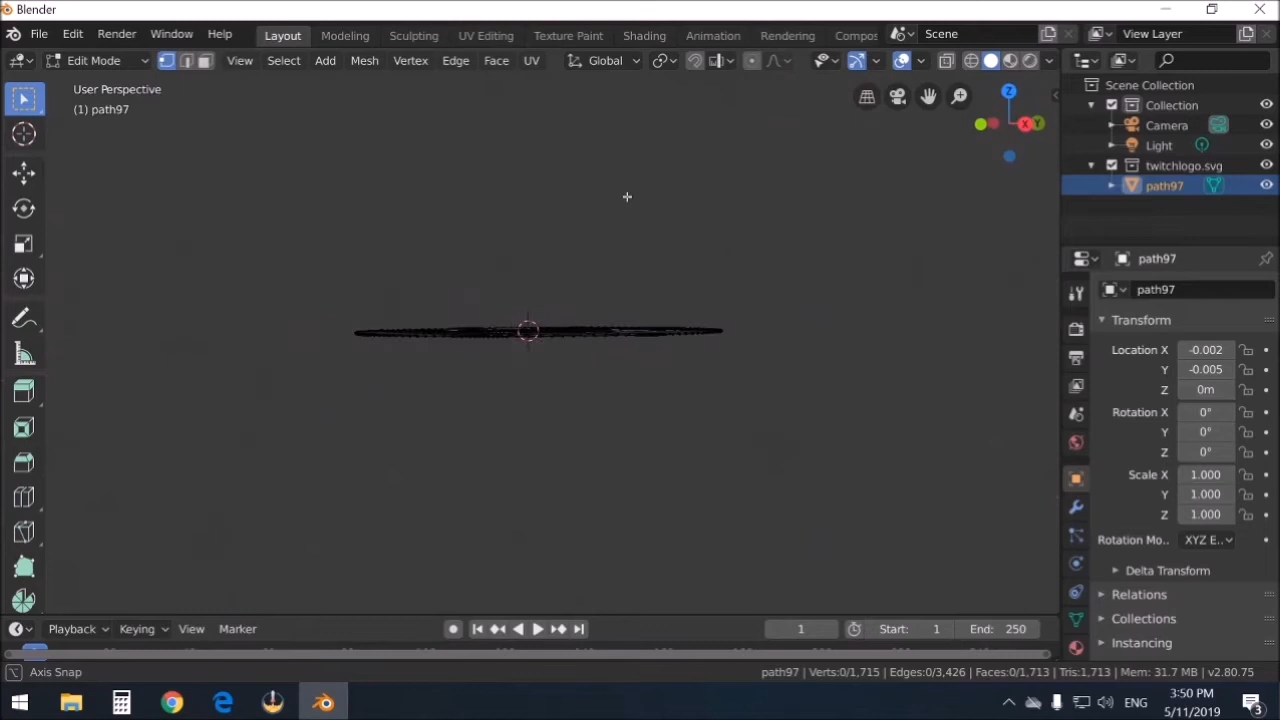 Blender
File Edit Render Window Help Layout Modeling Sculpting UV Editing Texture Paint Shading Animation Rendering Compos Scene View Layer
Edit Mode View Select Add Mesh Vertex Edge Face UV Global
User Perspective
(1) path97
Z
X
Y
Scene Collection
Collection
Camera
Light
twitchlogo.svg
path97
path97
path97
Transform
Location X -0.002
Y -0.005
Z 0m
Rotation X 0°
Y 0°
Z 0°
Scale X 1.000
Y 1.000
Z 1.000
Rotation Mo.. XYZ E..
Delta Transform
Relations
Collections
Instancing
Playback Keying View Marker 1 Start: 1 End: 250
Axis Snap path97 | Verts:0/1,715 | Edges:0/3,426 | Faces:0/1,713 | Tris:1,713 | Mem: 31.7 MB | v2.80.75
ENG 3:50 PM
5/11/2019 3